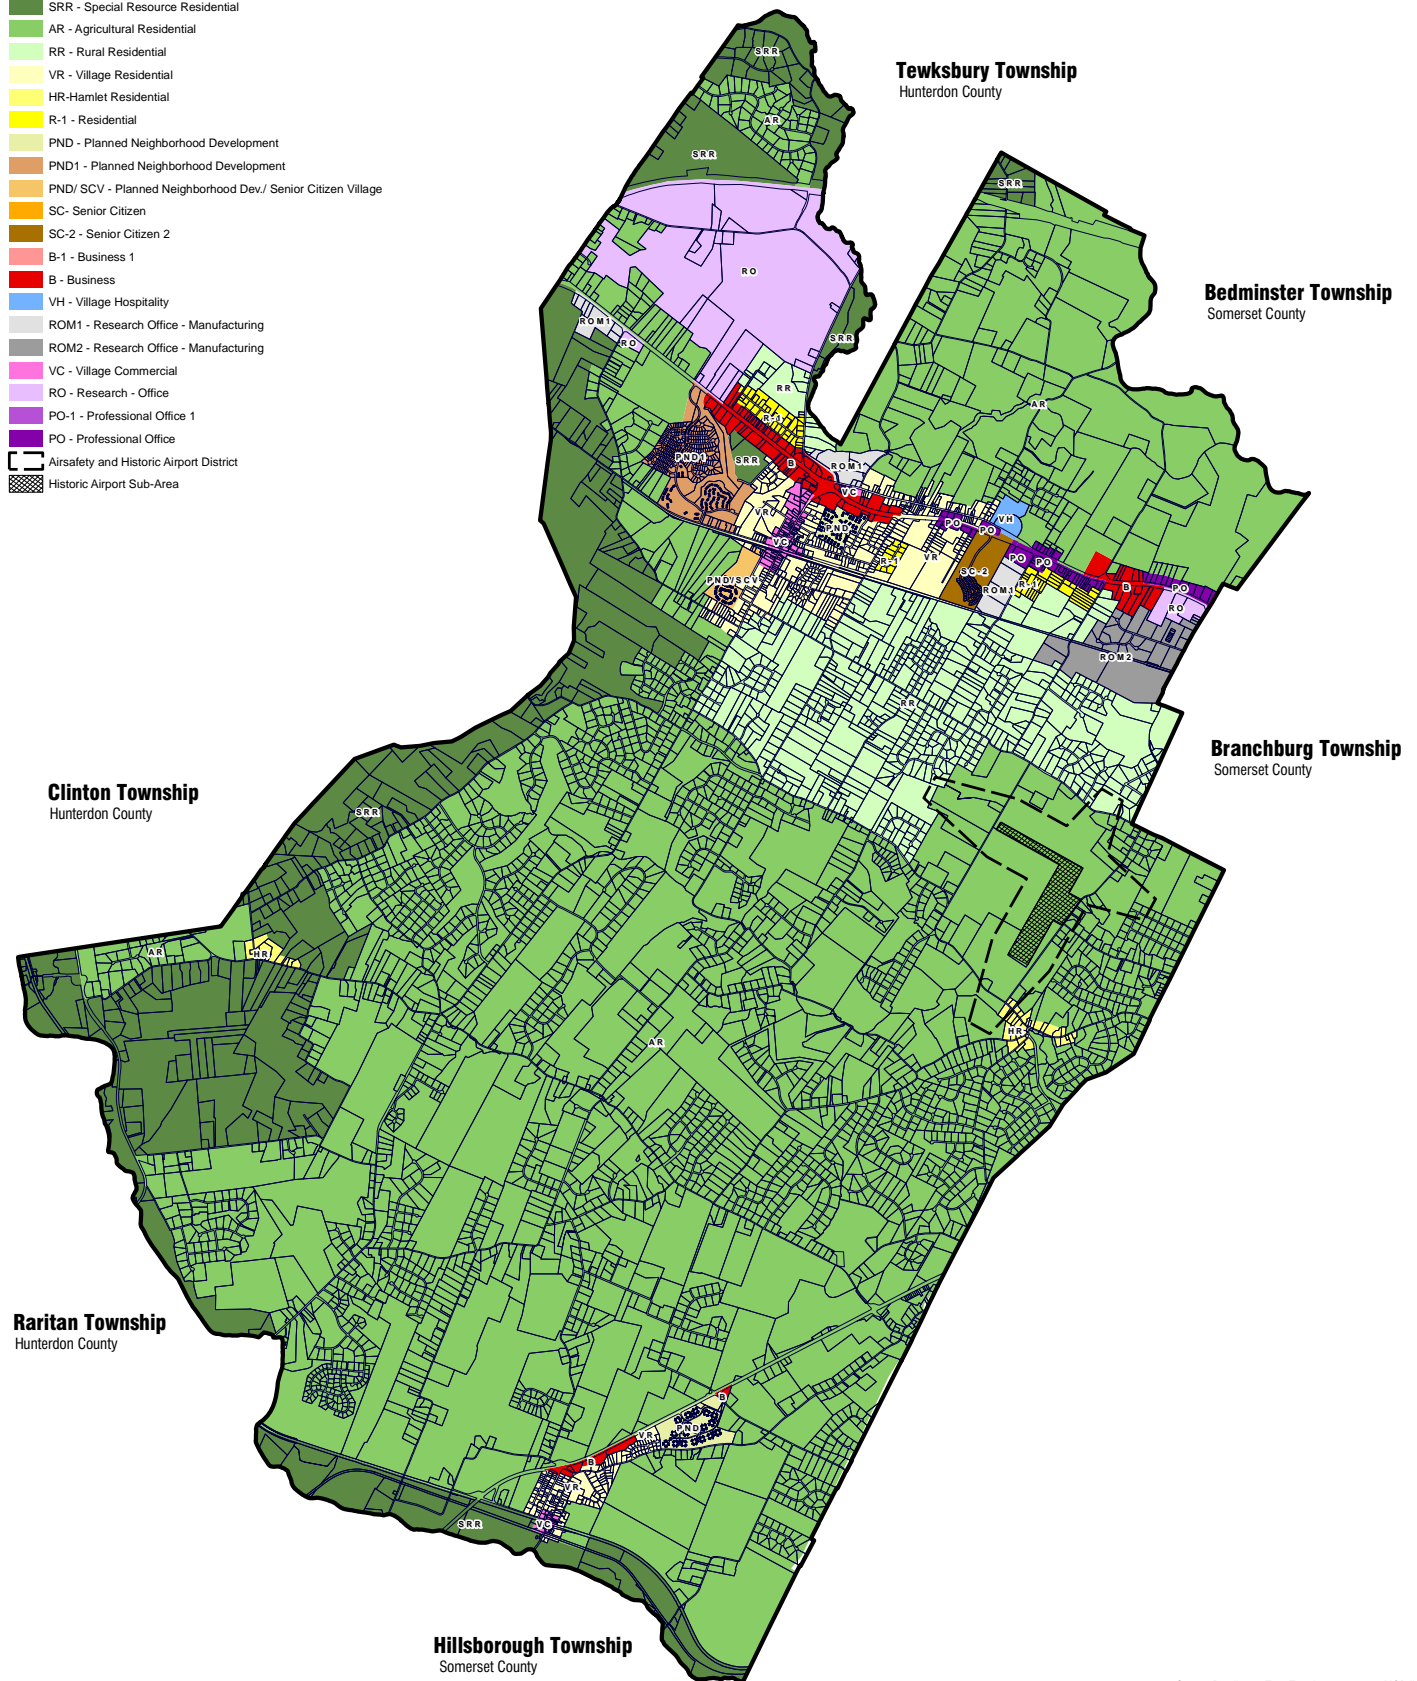 SRR - Special Resource Residential
AR - Agricultural Residential
RR - Rural Residential
VR - Village Residential
HR-Hamlet Residential
R-1 - Residential
PND - Planned Neighborhood Development
PND1 - Planned Neighborhood Development
PND/ SCV - Planned Neighborhood Dev./ Senior Citizen Village
SC- Senior Citizen
SC-2 - Senior Citizen 2
B-1 - Business 1
B - Business
VH - Village Hospitality
ROM1 - Research Office - Manufacturing
ROM2 - Research Office - Manufacturing
VC - Village Commercial
RO - Research - Office
PO-1 - Professional Office 1
PO - Professional Office
Airsafety and Historic Airport District
Historic Airport Sub-Area
SRR
Tewksbury Township
Hunterdon County
AR
SRR
SRR
RO
Bedminster Township
Somerset County
ROM1
RO
SRR
RR
AR
R-1
PND1
SRR
B
ROM1
VC
VR
PND
PO
PO
VH
VC
R-1
VR
PO
PO
PND/SCV
SC-2
ROM1
R-1
B
PO
RO
ROM2
RR
Branchburg Township
Somerset County
Clinton Township
Hunterdon County
SRR
AR
HR
HR
AR
Raritan Township
Hunterdon County
B
PND
VR
B
VR
SRR
VC
Hillsborough Township
Somerset County